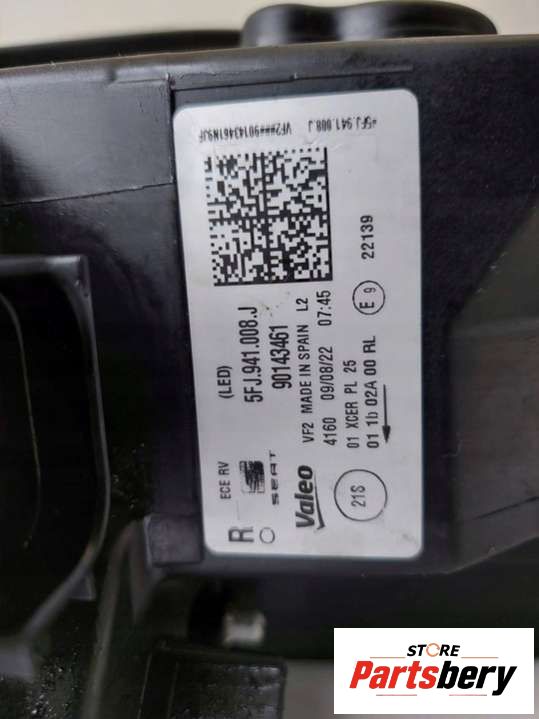 #5FJ.941.008.J VF2***90143461N9JF
(LED)
5FJ.941.008.J
90143461
ECE RV
R
SEAT
Valeo
VF2 MADE IN SPAIN L2
4160 09/08/22 07:45
01 XCER PL 25
01 1b 02A 00 RL
21S
E 9
22139
STORE
Partsbery